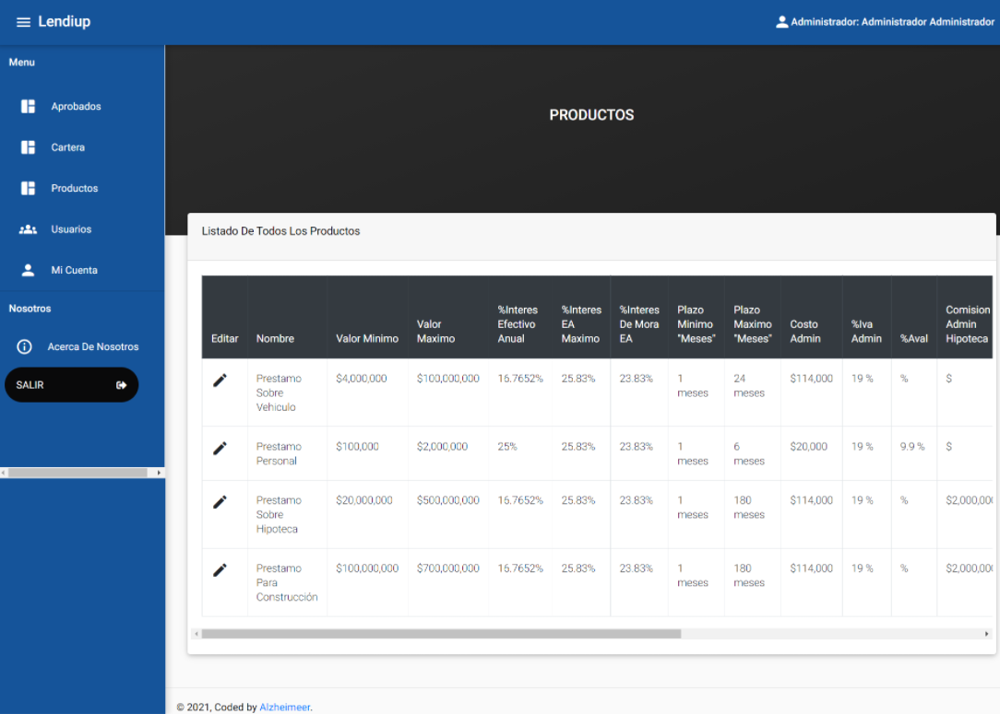 Lendiup
Administrador: Administrador Administrador
Menu
Aprobados
Cartera
Productos
Usuarios
Mi Cuenta
Nosotros
Acerca De Nosotros
SALIR
PRODUCTOS
Listado De Todos Los Productos
Editar
Nombre
Valor Minimo
Valor
Maximo
%Interes
Efectivo
Anual
%Interes
EA
Maximo
%Interes
De Mora
EA
Plazo
Minimo
"Meses"
Plazo
Maximo
"Meses"
Costo
Admin
%Iva
Admin
%Aval
Comision
Admin
Hipoteca
Prestamo
Sobre
Vehiculo
$4,000,000
$100,000,000
16.7652%
25.83%
23.83%
1
meses
24
meses
$114,000
19 %
%
$
Prestamo
Personal
$100,000
$2,000,000
25%
25.83%
23.83%
1
meses
6
meses
$20,000
19 %
9.9 %
$
Prestamo
Sobre
Hipoteca
$20,000,000
$500,000,000
16.7652%
25.83%
23.83%
1
meses
180
meses
$114,000
19 %
%
$2,000,000
Prestamo
Para
Construcción
$100,000,000
$700,000,000
16.7652%
25.83%
23.83%
1
meses
180
meses
$114,000
19 %
%
$2,000,000
© 2021, Coded by Alzheimeer.